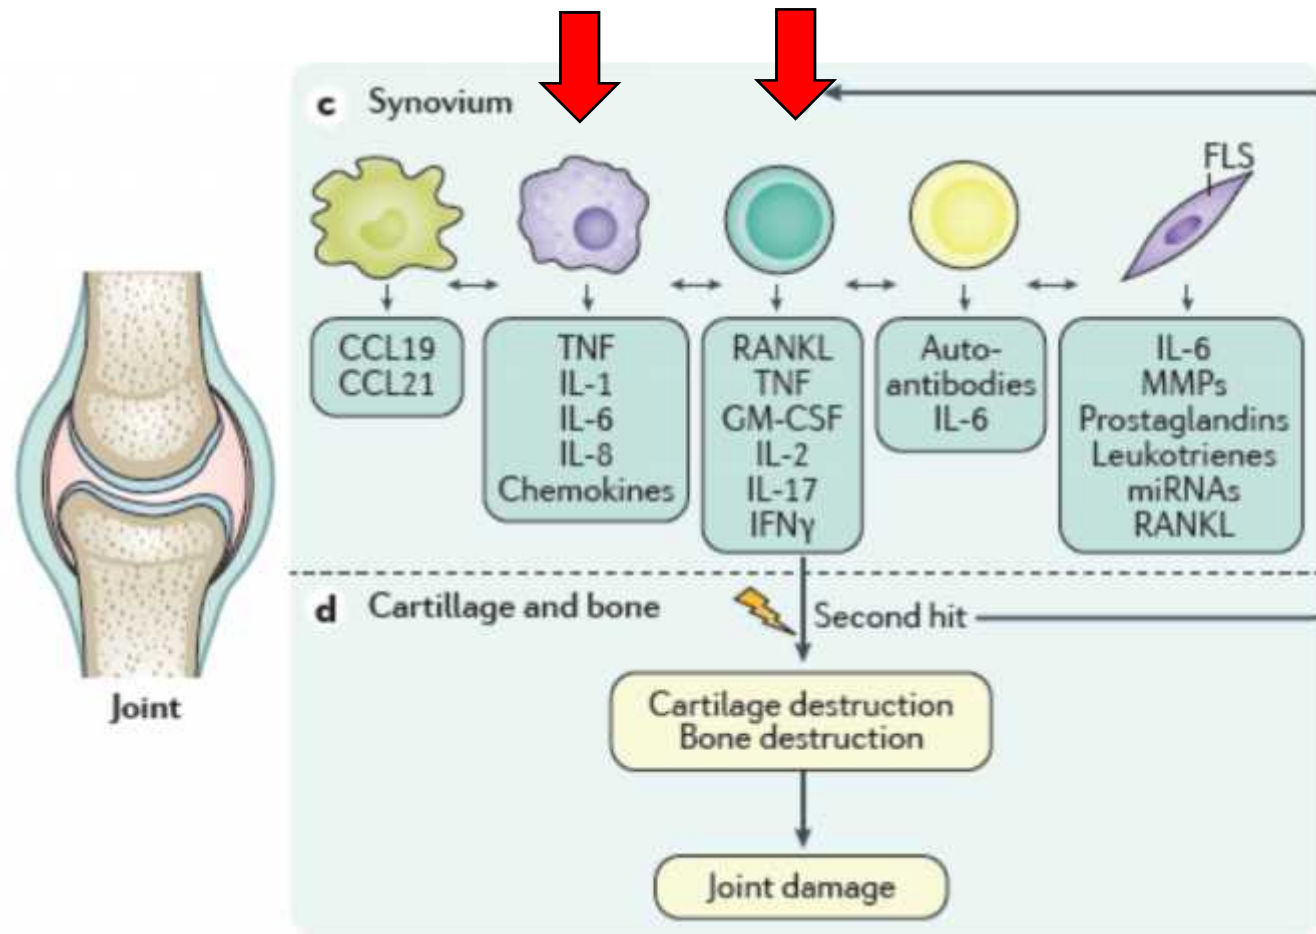 c Synovium
FLS
CCL19
CCL21
TNF
IL-1
IL-6
IL-8
Chemokines
RANKL
TNF
GM-CSF
IL-2
IL-17
IFNγ
Auto-
antibodies
IL-6
IL-6
MMPs
Prostaglandins
Leukotrienes
miRNAs
RANKL
d Cartillage and bone
Second hit
Cartilage destruction
Bone destruction
Joint damage
Joint